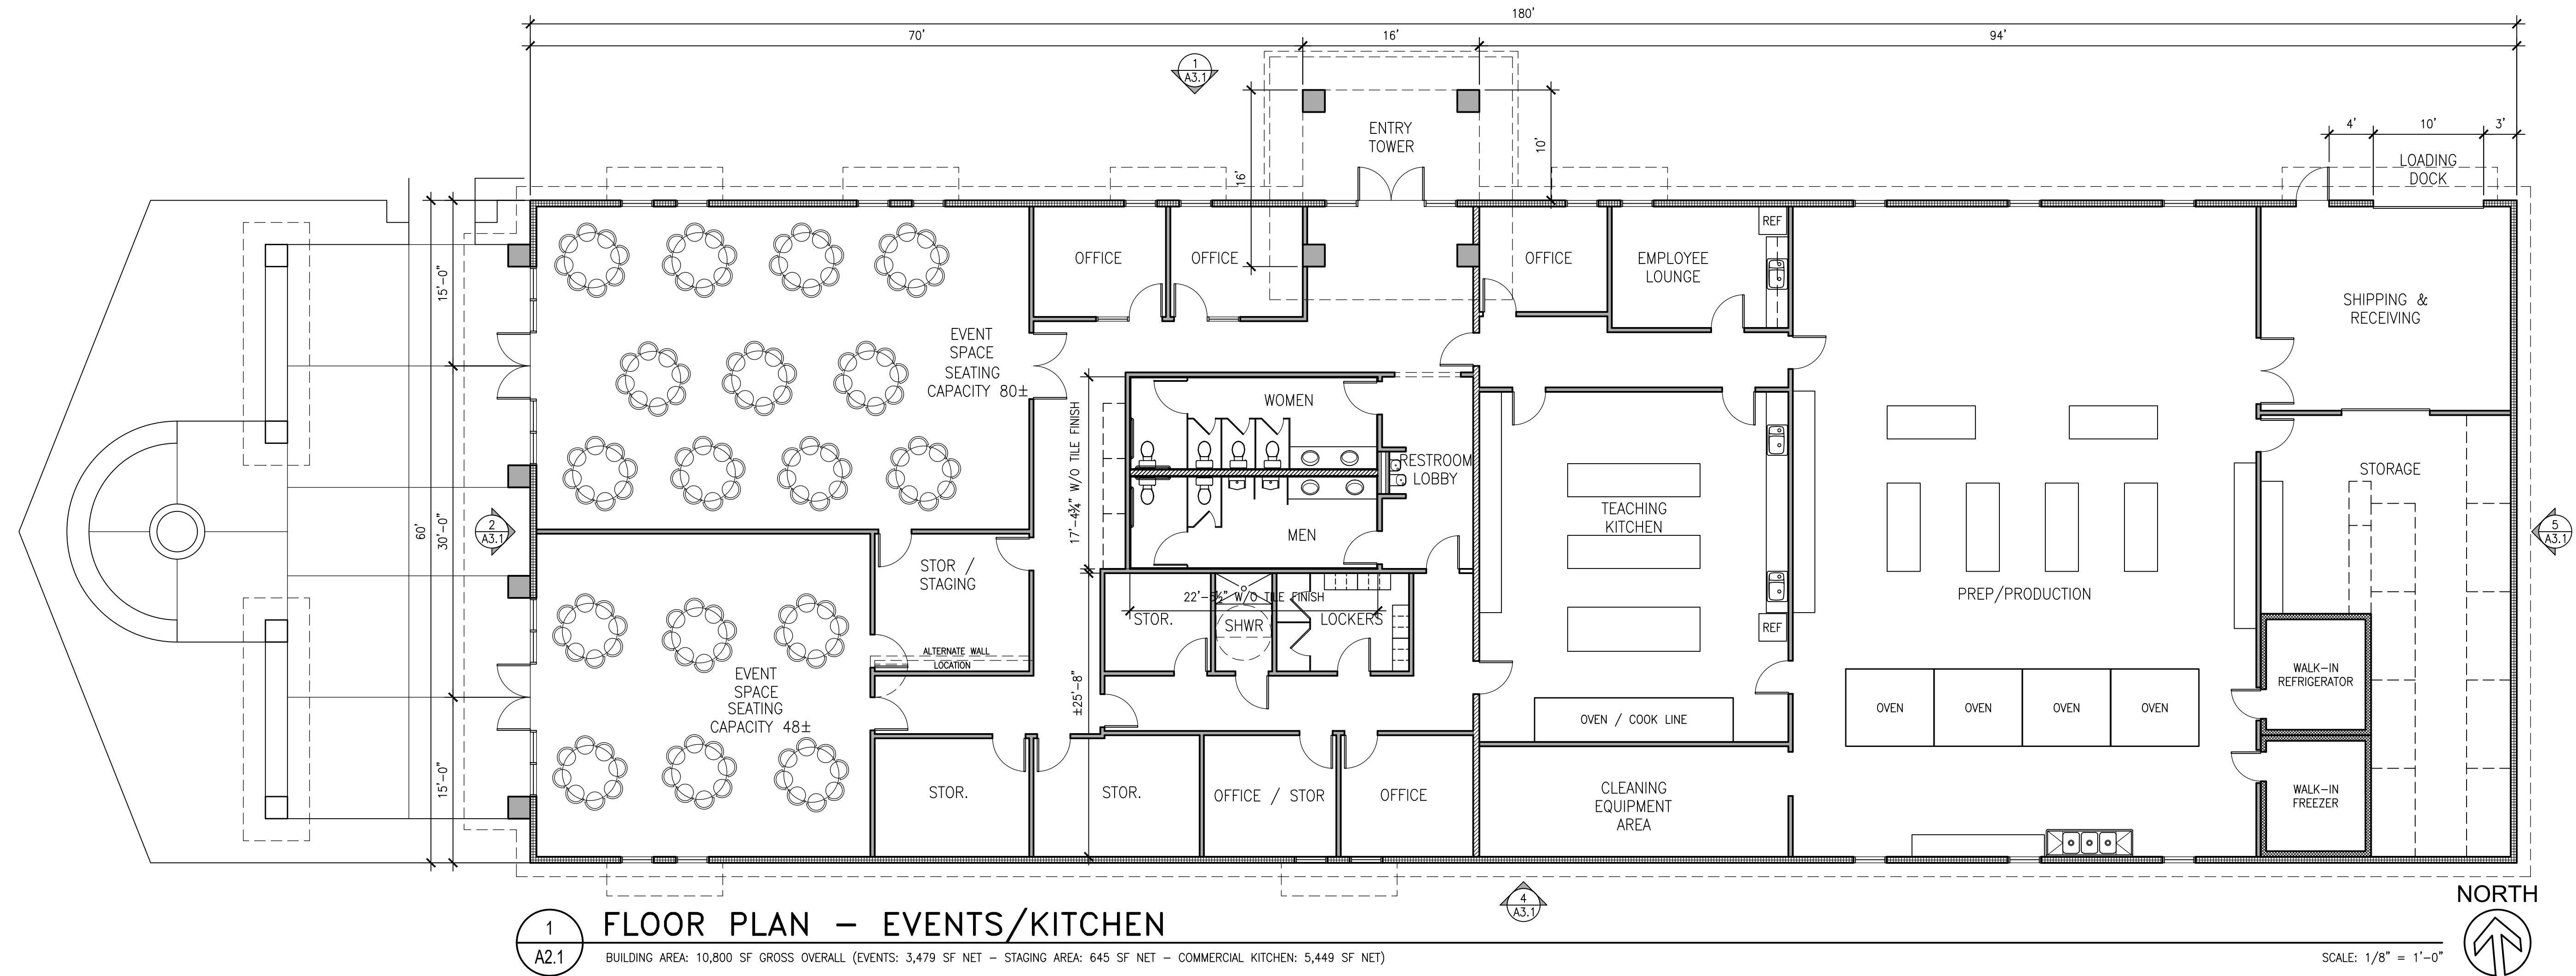 180'
70'
16'
94'
1
A3.1
ENTRY
TOWER
16'
10'
4'
10'
3'
LOADING
DOCK
15'-0"
60'
30'-0"
15'-0"
2
A3.1
EVENT
SPACE
SEATING
CAPACITY 80±
OFFICE
OFFICE
OFFICE
EMPLOYEE
LOUNGE
REF
SHIPPING &
RECEIVING
17'-4¾" W/O TILE FINISH
WOMEN
MEN
RESTROOM
LOBBY
TEACHING
KITCHEN
STORAGE
5
A3.1
STOR /
STAGING
ALTERNATE WALL
LOCATION
EVENT
SPACE
SEATING
CAPACITY 48±
22'-5½" W/O TILE FINISH
STOR.
SHWR
LOCKERS
±25'-8"
REF
PREP/PRODUCTION
WALK-IN
REFRIGERATOR
OVEN / COOK LINE
OVEN
OVEN
OVEN
OVEN
STOR.
STOR.
OFFICE / STOR
OFFICE
CLEANING
EQUIPMENT
AREA
WALK-IN
FREEZER
4
A3.1
NORTH
1
A2.1
FLOOR PLAN - EVENTS/KITCHEN
BUILDING AREA: 10,800 SF GROSS OVERALL (EVENTS: 3,479 SF NET - STAGING AREA: 645 SF NET - COMMERCIAL KITCHEN: 5,449 SF NET)
SCALE: 1/8" = 1'-0"